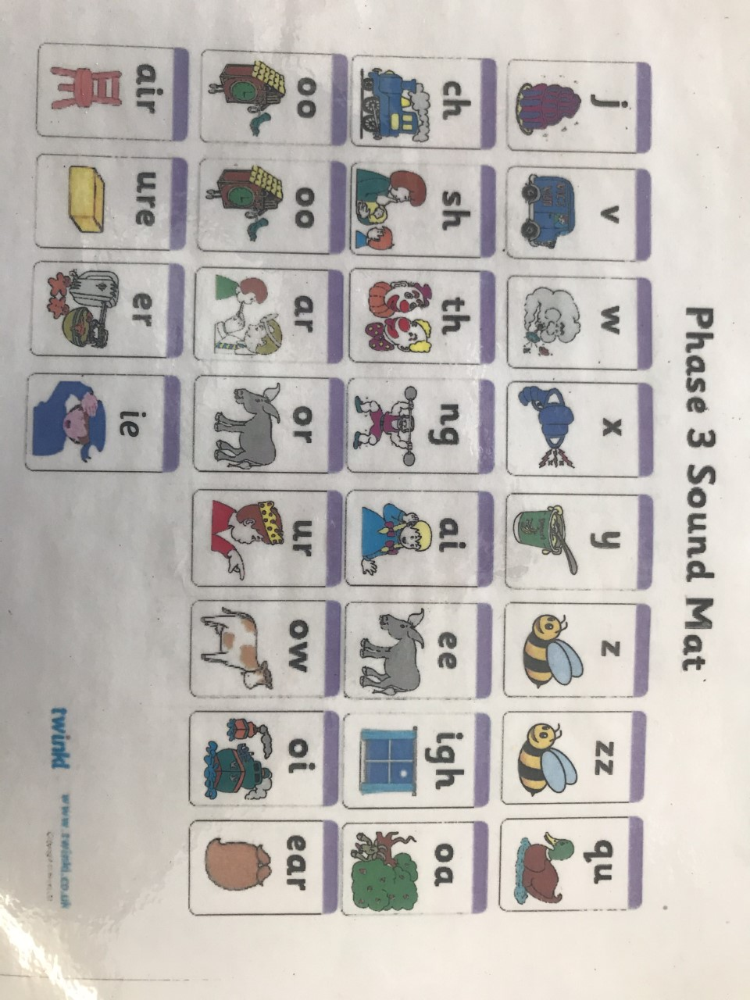 Phase 3 Sound Mat
j
v
w
x
y
z
zz
qu
ch
sh
th
ng
ai
ee
igh
oa
oo
oo
ar
or
ur
ow
oi
ear
air
ure
er
ie
twinkl www.twinkl.co.uk